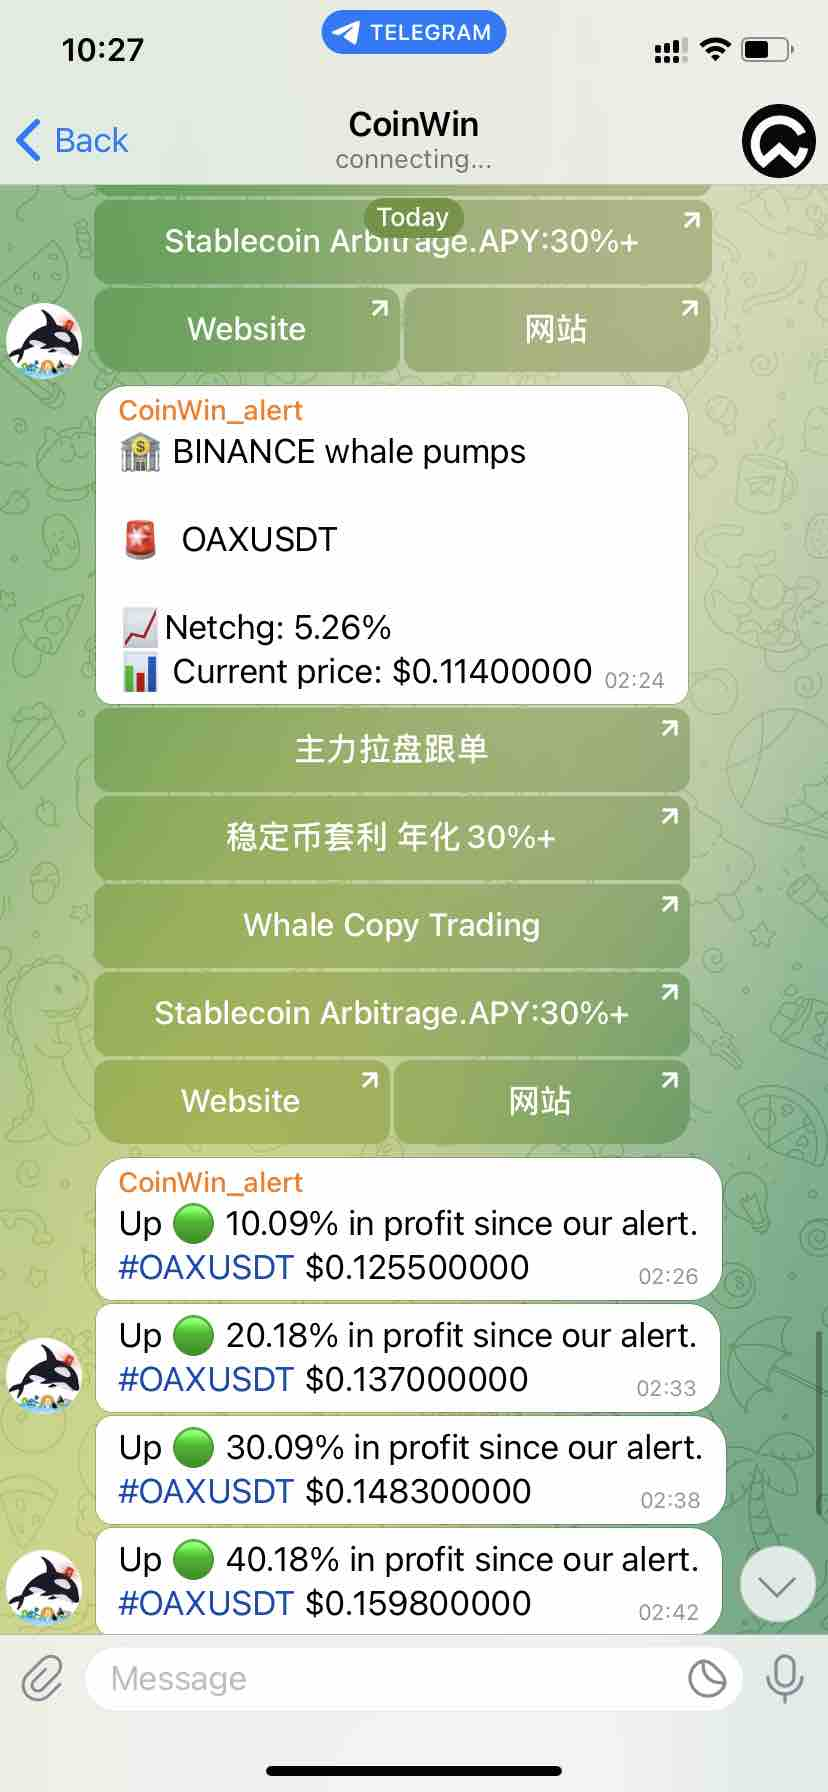 10:27
TELEGRAM
Back
CoinWin
connecting...
Today
Stablecoin Arbitrage.APY:30%+
Website
网站
CoinWin_alert
BINANCE whale pumps
OAXUSDT
Netchg: 5.26%
Current price: $0.11400000 02:24
主力拉盘跟单
稳定币套利 年化30%+
Whale Copy Trading
Stablecoin Arbitrage.APY:30%+
Website
网站
CoinWin_alert
Up 10.09% in profit since our alert.
#OAXUSDT $0.125500000 02:26
Up 20.18% in profit since our alert.
#OAXUSDT $0.137000000 02:33
Up 30.09% in profit since our alert.
#OAXUSDT $0.148300000 02:38
Up 40.18% in profit since our alert.
#OAXUSDT $0.159800000 02:42
Message